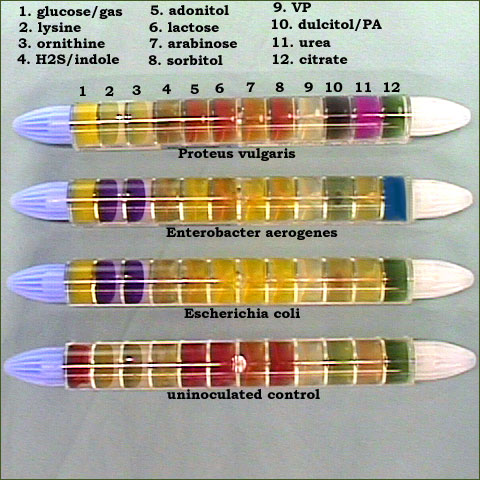 1. glucose/gas
2. lysine
3. ornithine
4. H2S/indole
5. adonitol
6. lactose
7. arabinose
8. sorbitol
9. VP
10. dulcitol/PA
11. urea
12. citrate
1 2 3 4 5 6 7 8 9 10 11 12
Proteus vulgaris
Enterobacter aerogenes
Escherichia coli
uninoculated control